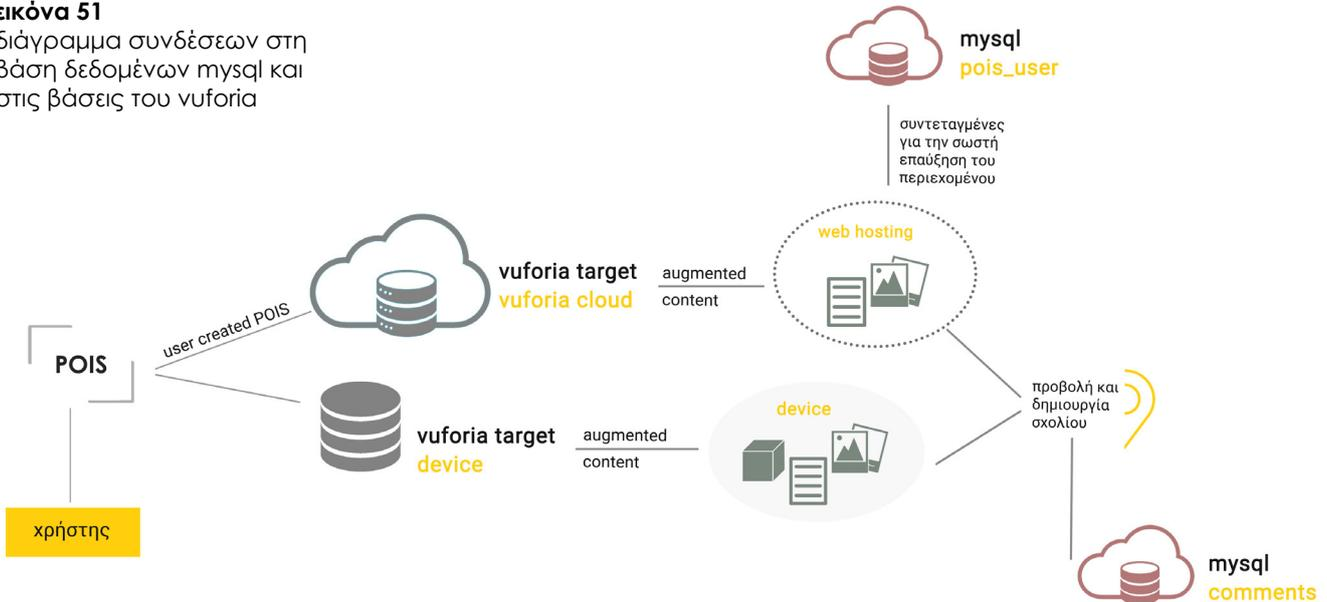 εικόνα 51
διάγραμμα συνδέσεων στη
βάση δεδομένων mysql και
στις βάσεις του vuforia
mysql
pois_user
συντεταγμένες
για την σωστή
επαύξηση του
περιεχομένου
web hosting
vuforia target
vuforia cloud
augmented
content
user created POIS
POIS
device
vuforia target
device
augmented
content
προβολή και
δημιουργία
σχολίου
χρήστης
mysql
comments